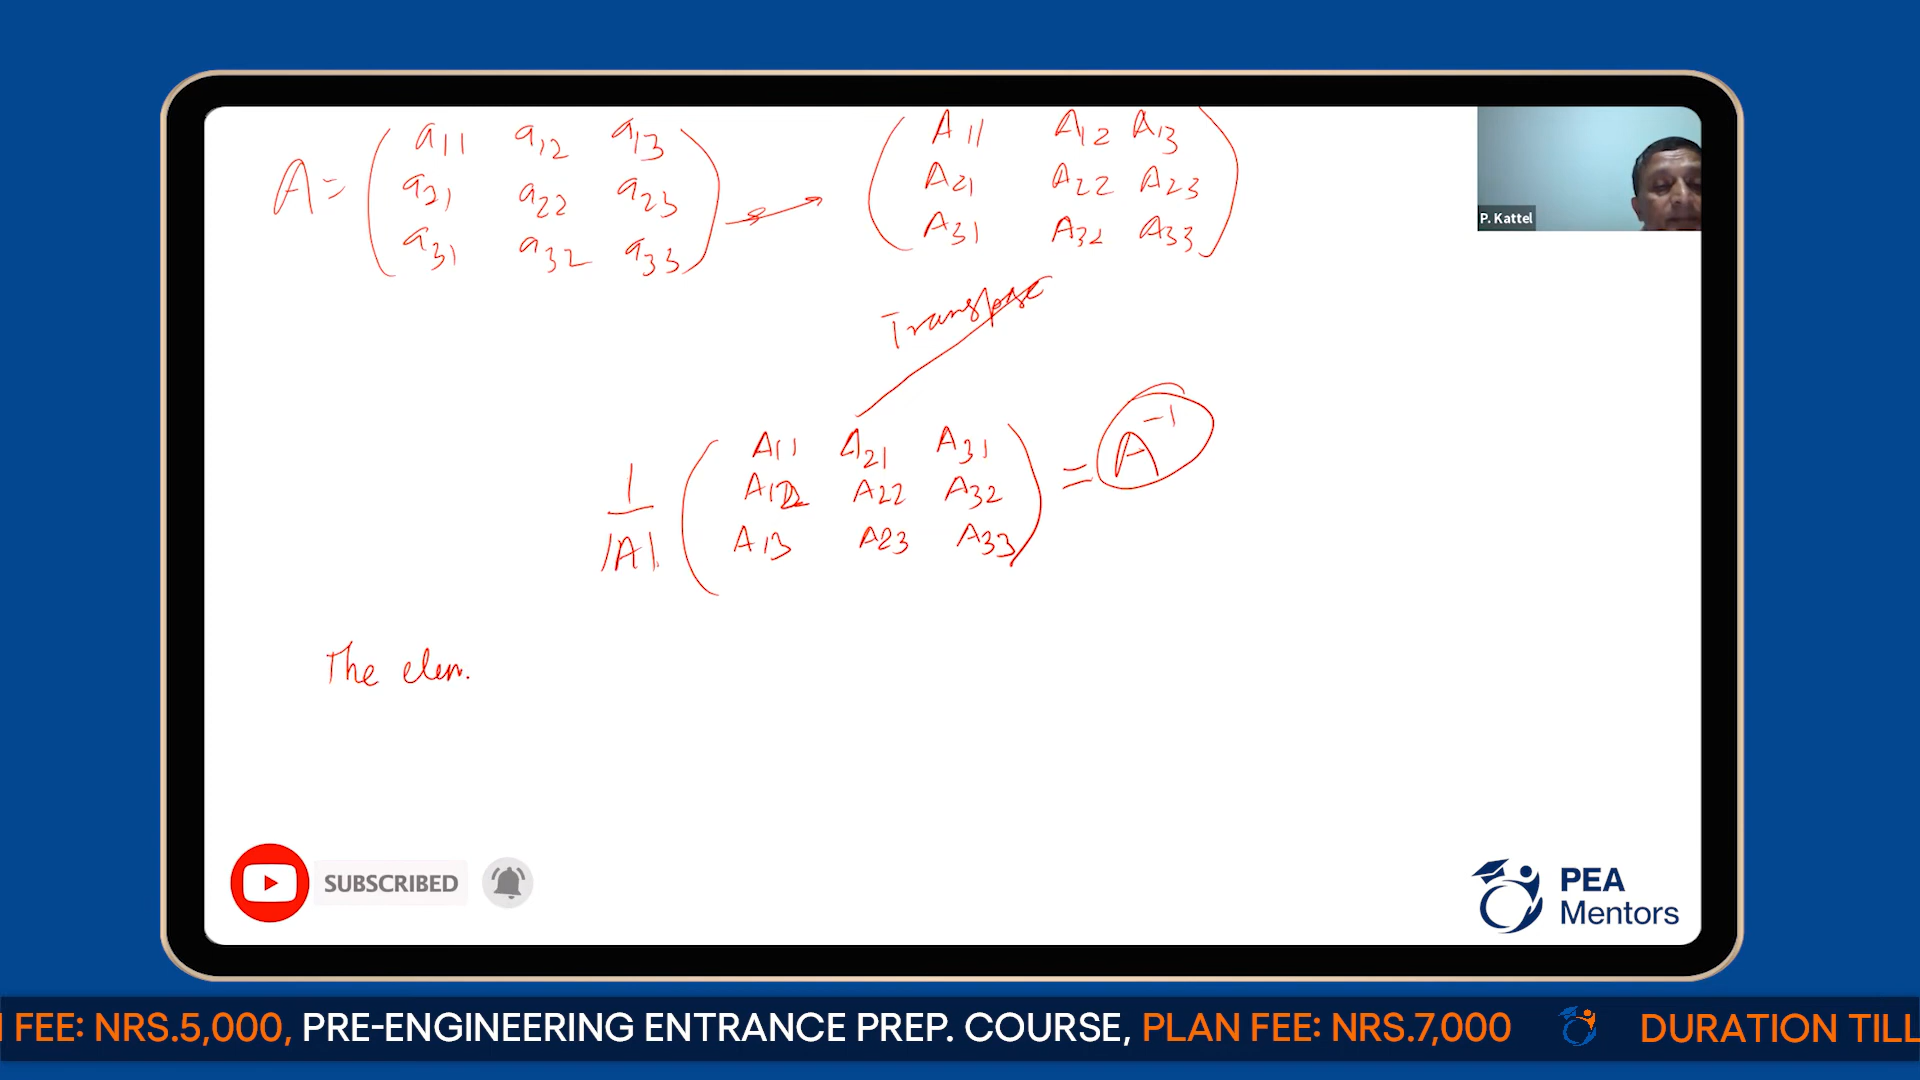 A = ( a11 a12 a13
a21 a22 a23
a31 a32 a33 )
( A11 A12 A13
A21 A22 A23
A31 A32 A33 )
P. Kattel
Transpose
1/|A| ( A11 A21 A31
A12 A22 A32
A13 A23 A33 ) = A⁻¹
The elem.
SUBSCRIBED
PEA
Mentors
FEE: NRS.5,000, PRE-ENGINEERING ENTRANCE PREP. COURSE, PLAN FEE: NRS.7,000 DURATION TILL